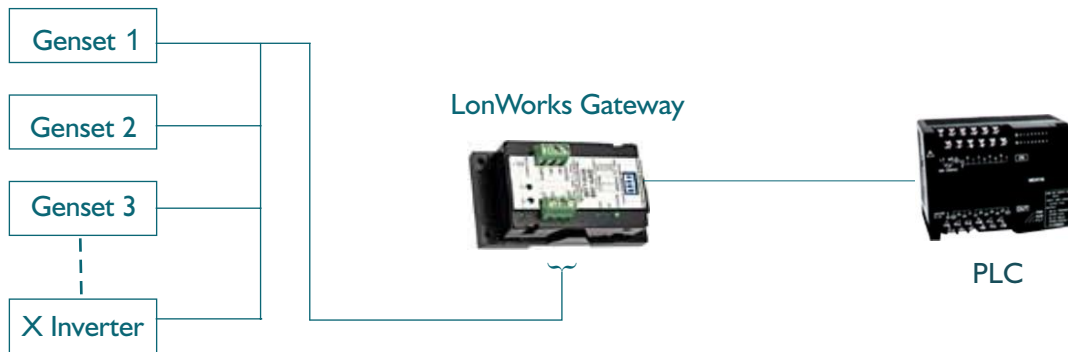 Genset 1
Genset 2
Genset 3
X Inverter
LonWorks Gateway
PLC